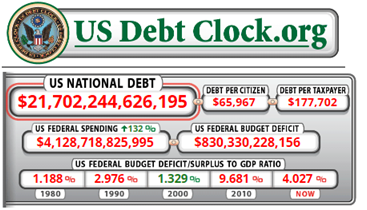 US Debt Clock.org
US NATIONAL DEBT
$21,702,244,626,195
DEBT PER CITIZEN
$65,967
DEBT PER TAXPAYER
$177,702
US FEDERAL SPENDING ↑132 %
$4,128,718,825,995
US FEDERAL BUDGET DEFICIT
$830,330,228,156
US FEDERAL BUDGET DEFICIT/SURPLUS TO GDP RATIO
1.188 % 2.976 % 1.329 % 9.681 % 4.027 %
1980 1990 2000 2010 NOW